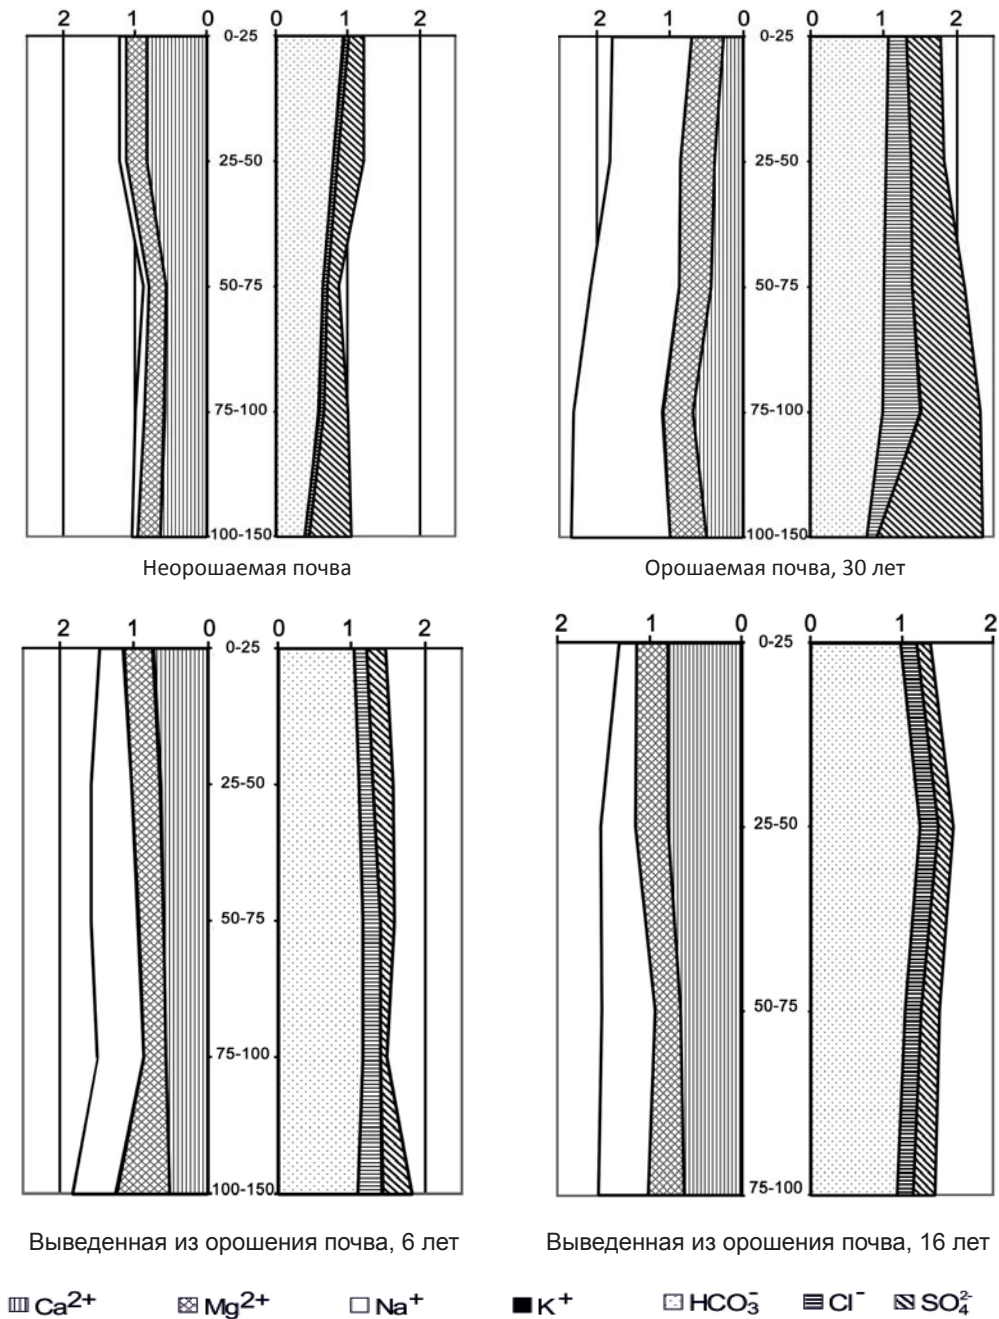 2 1 0 0 1 2
0-25
25-50
50-75
75-100
100-150
Неорошаемая почва
2 1 0 0 1 2
0-25
25-50
50-75
75-100
100-150
Орошаемая почва, 30 лет
2 1 0 0 1 2
0-25
25-50
50-75
75-100
100-150
Выведенная из орошения почва, 6 лет
2 1 0 0 1 2
0-25
25-50
50-75
75-100
Выведенная из орошения почва, 16 лет
Ca²⁺ Mg²⁺ Na⁺ K⁺ HCO₃⁻ Cl⁻ SO₄²⁻